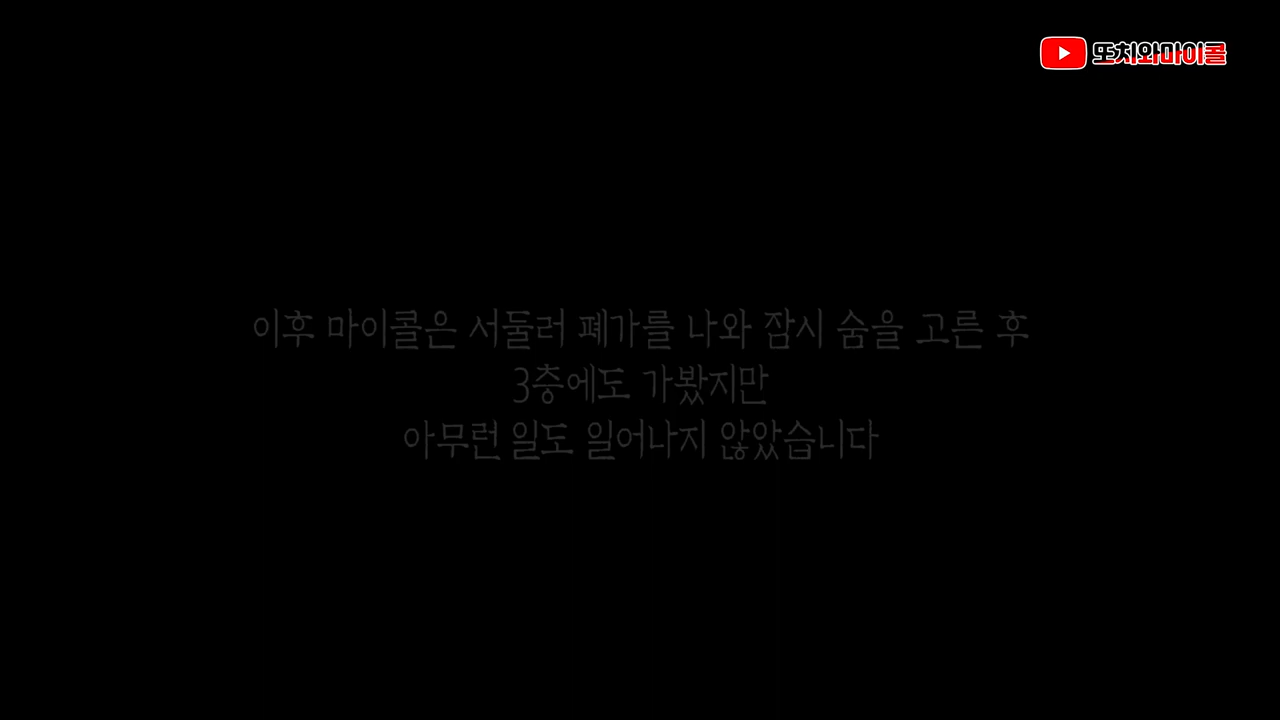 또치와마이콜
이후 마이콜은 서둘러 폐가를 나와 잠시 숨을 고른 후
3층에도 가봤지만
아무런 일도 일어나지 않았습니다